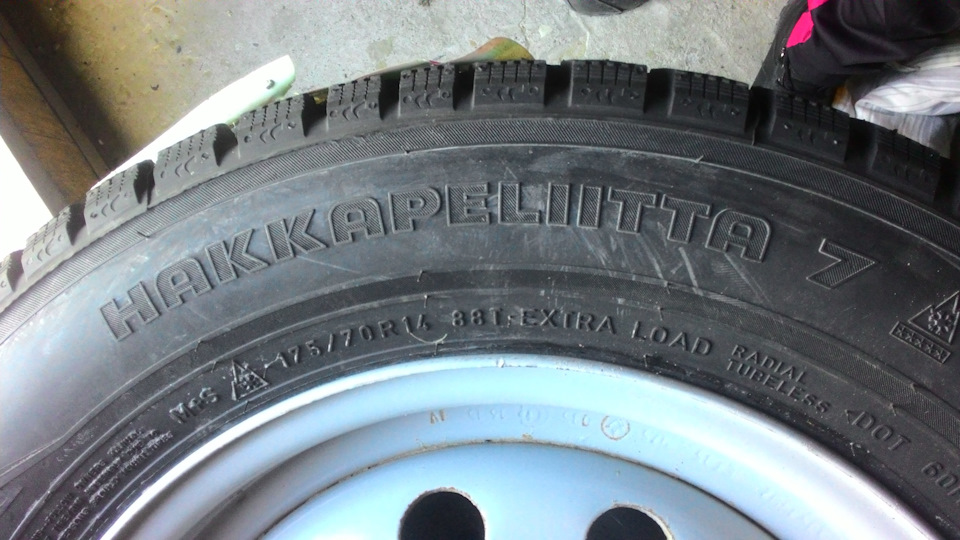 HAKKAPELIITTA 7
M+S 175/70R14 88T EXTRA LOAD
RADIAL
TUBELESS
DOT